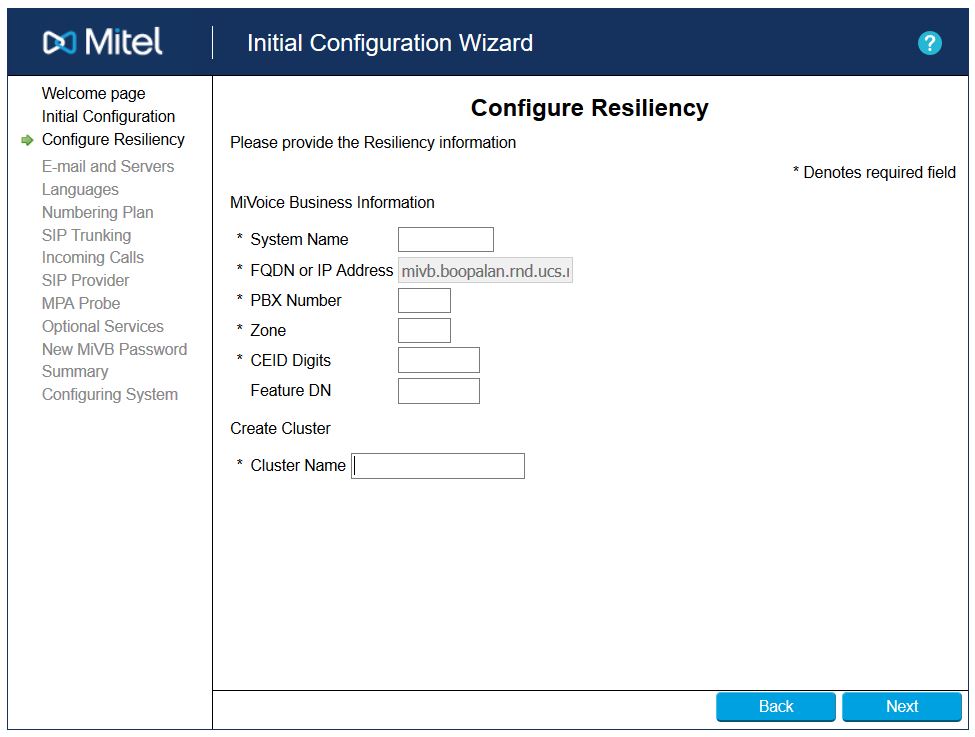 Mitel
Initial Configuration Wizard
?
Welcome page
Initial Configuration
Configure Resiliency
E-mail and Servers
Languages
Numbering Plan
SIP Trunking
Incoming Calls
SIP Provider
MPA Probe
Optional Services
New MiVB Password
Summary
Configuring System
Configure Resiliency
Please provide the Resiliency information
* Denotes required field
MiVoice Business Information
* System Name
* FQDN or IP Address mivb.boopalan.rnd.ucs.
* PBX Number
* Zone
* CEID Digits
Feature DN
Create Cluster
* Cluster Name
Back Next